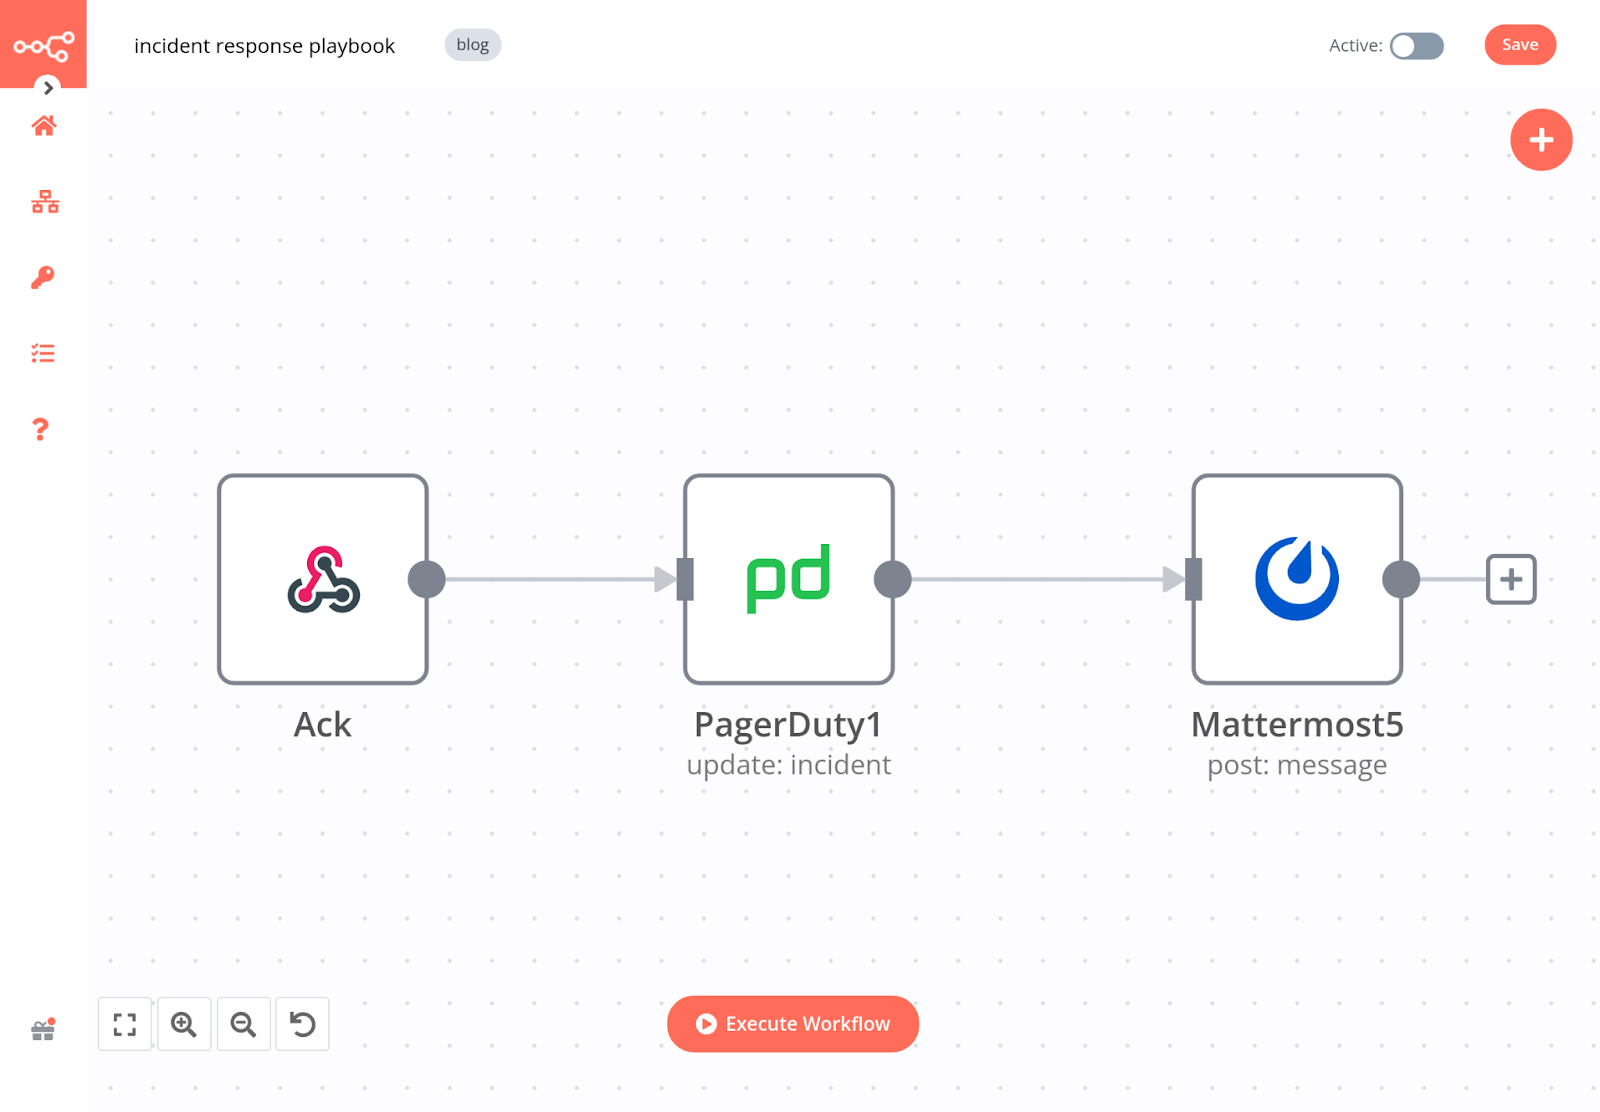 incident response playbook
blog
Active:
Save
pd
Ack
PagerDuty1
update: incident
Mattermost5
post: message
Execute Workflow